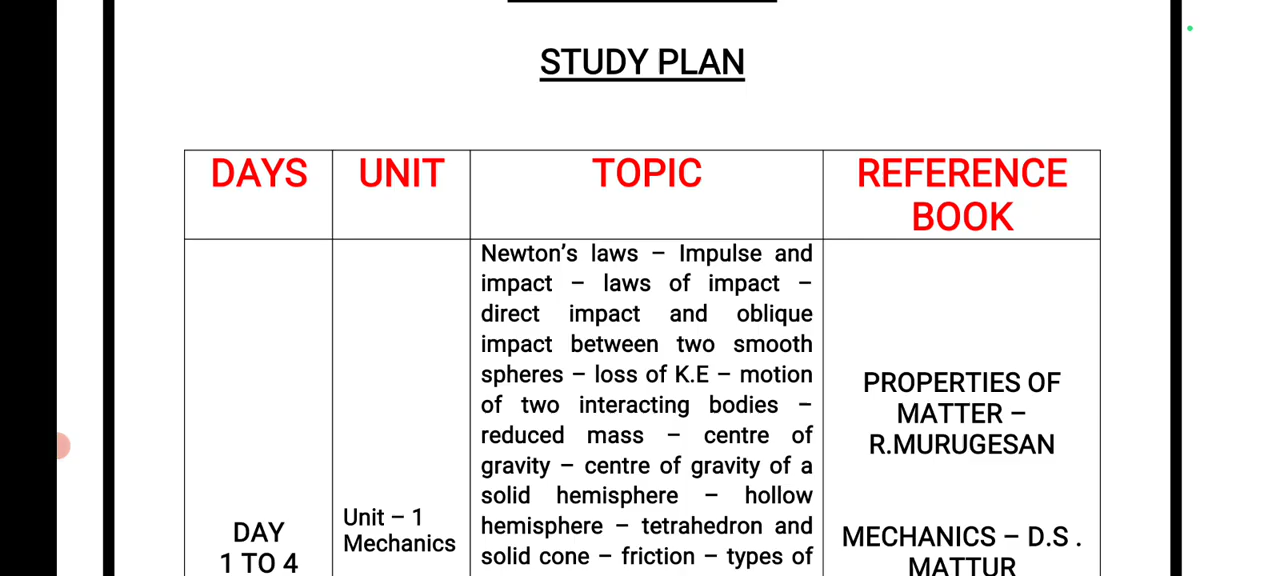 STUDY PLAN
DAYS
UNIT
TOPIC
REFERENCE
BOOK
DAY
1 TO 4
Unit – 1
Mechanics
Newton's laws – Impulse and
impact – laws of impact –
direct impact and oblique
impact between two smooth
spheres – loss of K.E – motion
of two interacting bodies –
reduced mass – centre of
gravity – centre of gravity of a
solid hemisphere – hollow
hemisphere – tetrahedron and
solid cone – friction – types of
PROPERTIES OF
MATTER –
R.MURUGESAN
MECHANICS – D.S .
MATTUR